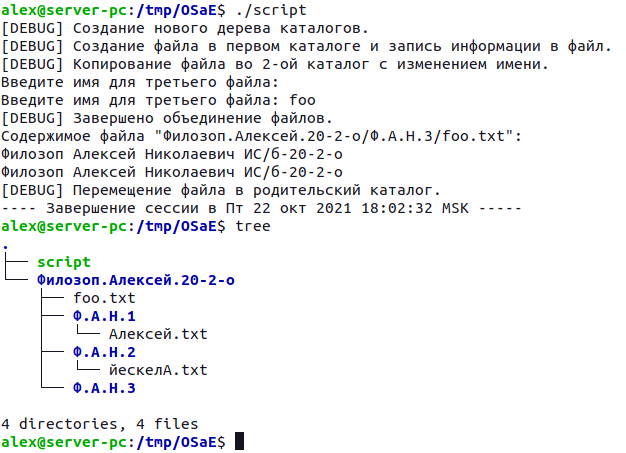 alex@server-pc:/tmp/OSaE$ ./script
[DEBUG] Создание нового дерева каталогов.
[DEBUG] Создание файла в первом каталоге и запись информации в файл.
[DEBUG] Копирование файла во 2-ой каталог с изменением имени.
Введите имя для третьего файла:
Введите имя для третьего файла: foo
[DEBUG] Завершено объединение файлов.
Содержимое файла "Филозоп.Алексей.20-2-о/Ф.А.Н.3/foo.txt":
Филозоп Алексей Николаевич ИС/б-20-2-о
Филозоп Алексей Николаевич ИС/б-20-2-о
[DEBUG] Перемещение файла в родительский каталог.
---- Завершение сессии в Пт 22 окт 2021 18:02:32 MSK -----
alex@server-pc:/tmp/OSaE$ tree
.
├── script
└── Филозоп.Алексей.20-2-о
    ├── foo.txt
    ├── Ф.А.Н.1
    │   └── Алексей.txt
    ├── Ф.А.Н.2
    │   └── йескелА.txt
    └── Ф.А.Н.3
4 directories, 4 files
alex@server-pc:/tmp/OSaE$